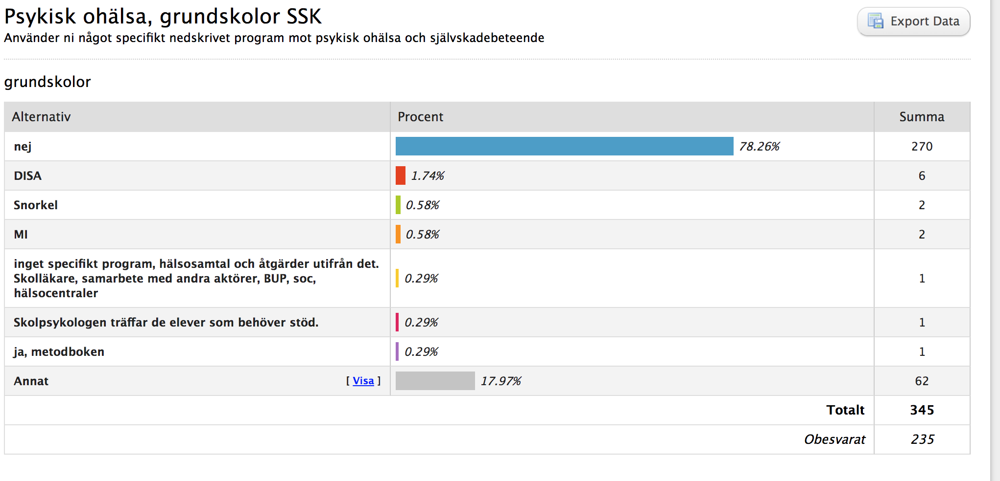 Psykisk ohälsa, grundskolor SSK
Export Data
Använder ni något specifikt nedskrivet program mot psykisk ohälsa och självskadebeteende
grundskolor
Alternativ Procent Summa
nej 78.26% 270
DISA 1.74% 6
Snorkel 0.58% 2
MI 0.58% 2
inget specifikt program, hälsosamtal och åtgärder utifrån det.
Skolläkare, samarbete med andra aktörer, BUP, soc, 0.29% 1
hälsocentraler
Skolpsykologen träffar de elever som behöver stöd. 0.29% 1
ja, metodboken 0.29% 1
Annat [ Visa ] 17.97% 62
Totalt 345
Obesvarat 235